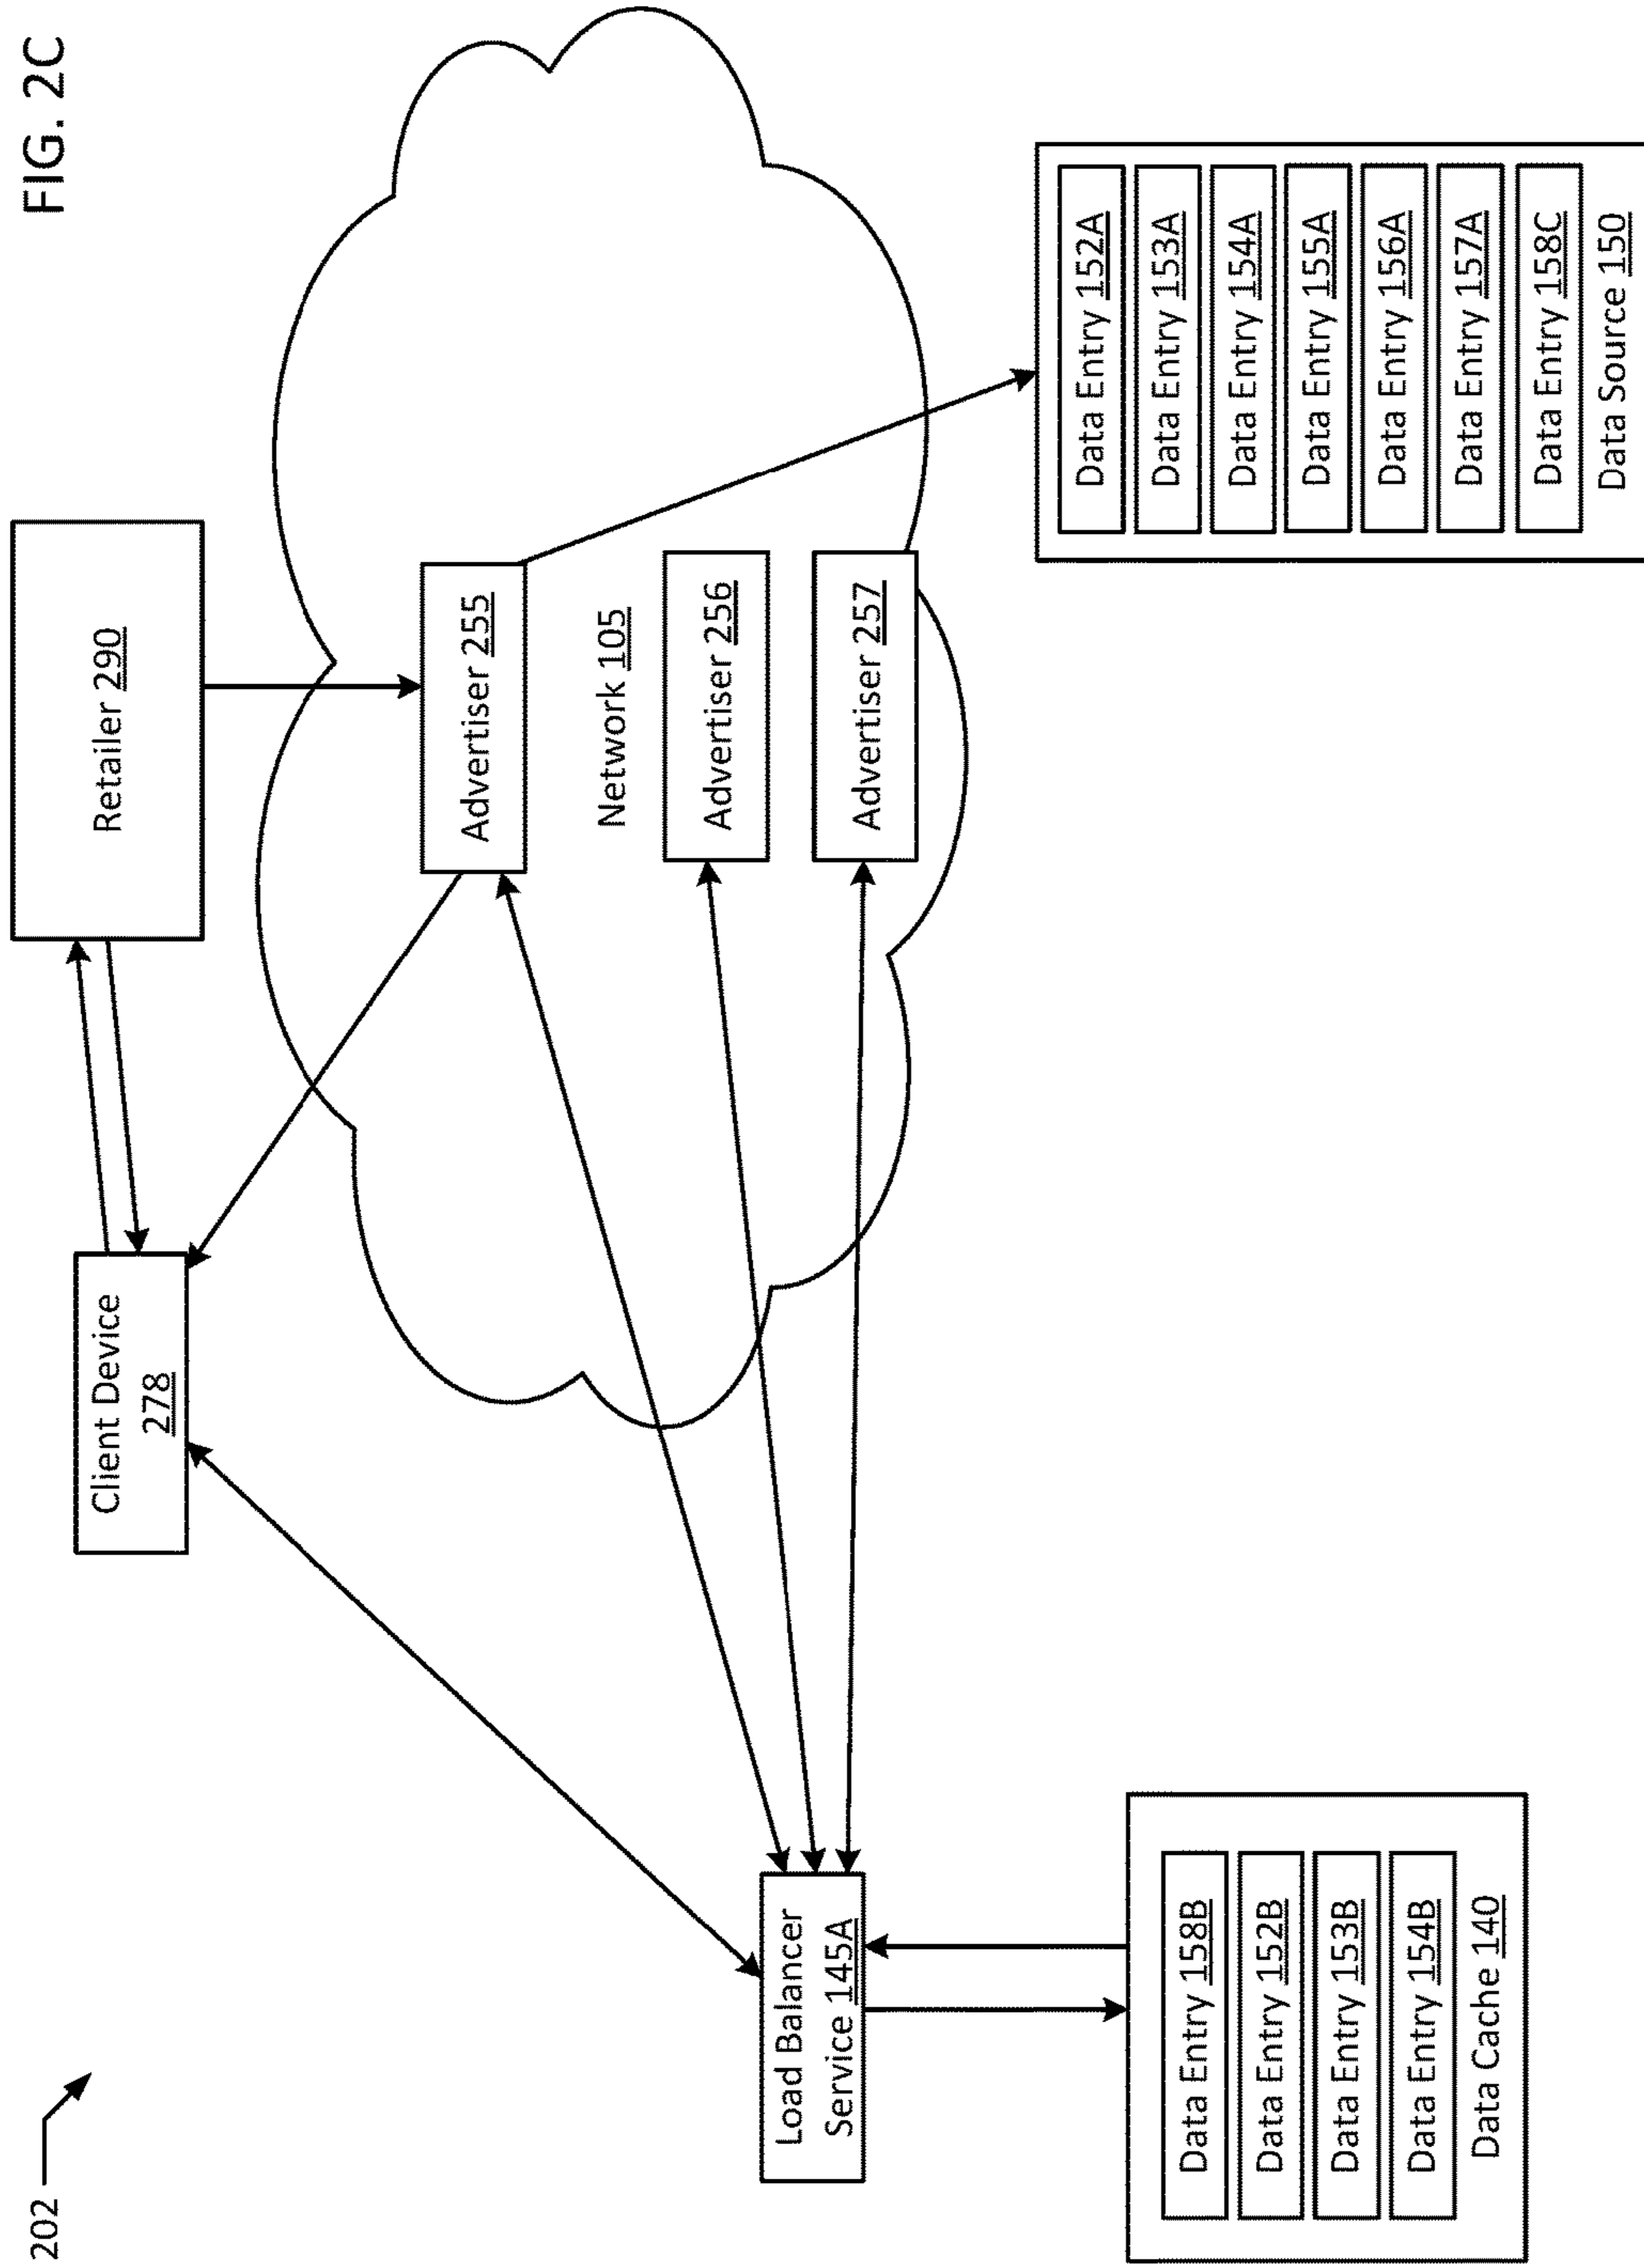 202
FIG. 2C
Client Device
278
Retailer 290
Advertiser 255
Network 105
Advertiser 256
Advertiser 257
Load Balancer
Service 145A
Data Entry 158B
Data Entry 152B
Data Entry 153B
Data Entry 154B
Data Cache 140
Data Entry 152A
Data Entry 153A
Data Entry 154A
Data Entry 155A
Data Entry 156A
Data Entry 157A
Data Entry 158C
Data Source 150